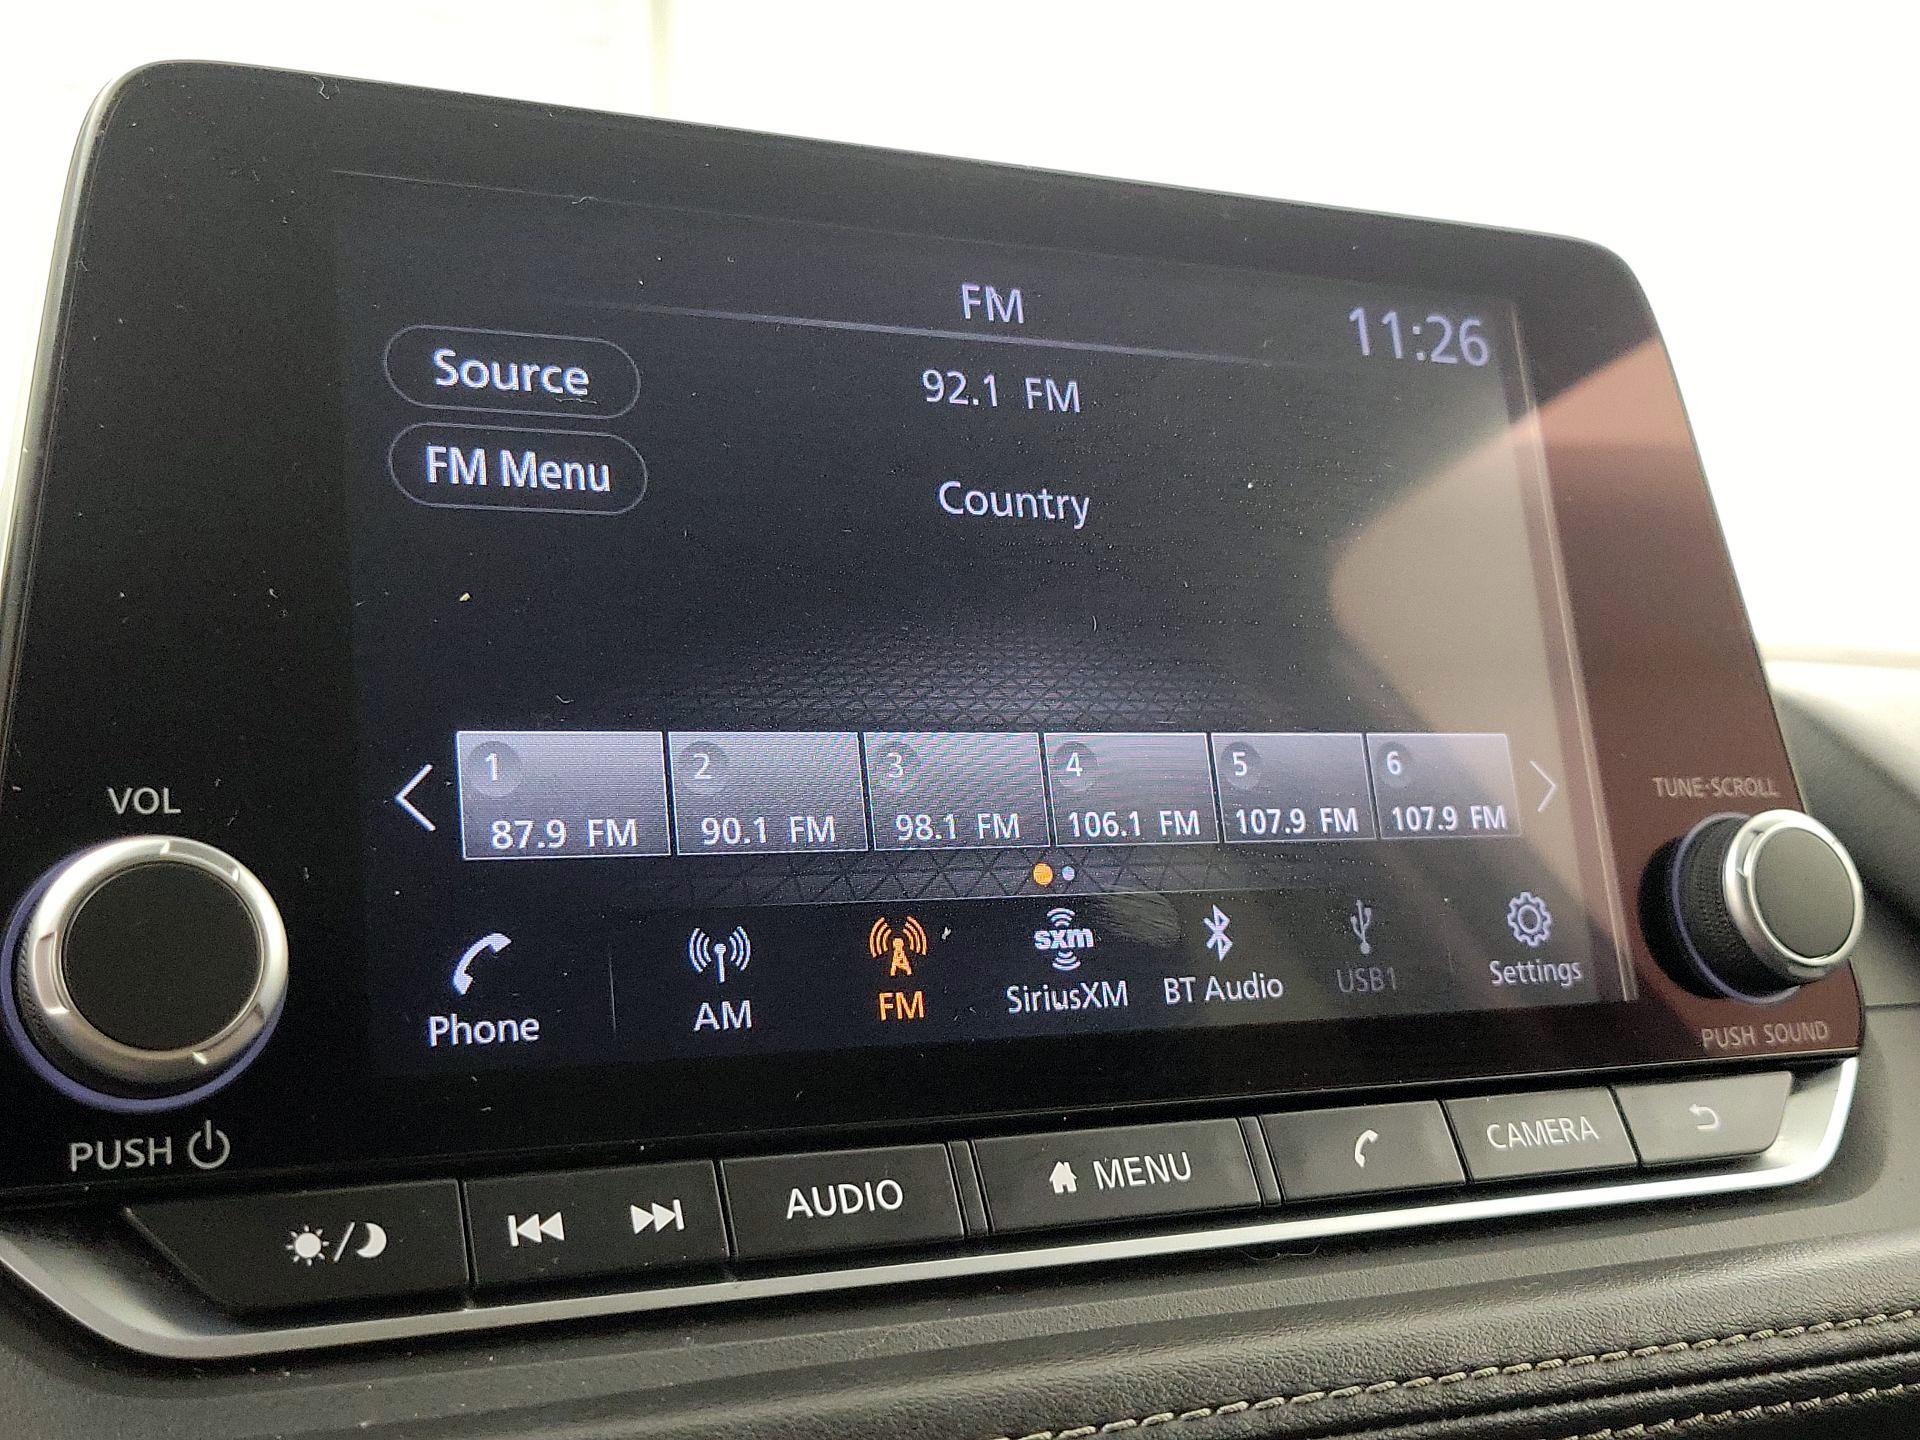 FM
11:26
Source
92.1 FM
FM Menu
Country
1 2 3 4 5 6
87.9 FM 90.1 FM 98.1 FM 106.1 FM 107.9 FM 107.9 FM
VOL
TUNE·SCROLL
sxm
Phone AM FM SiriusXM BT Audio USB1 Settings
PUSH
PUSH SOUND
AUDIO MENU CAMERA